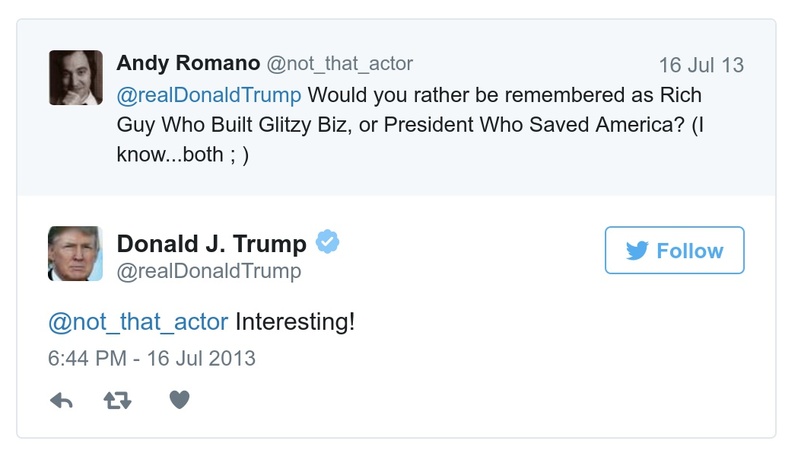 Andy Romano @not_that_actor 16 Jul 13
@realDonaldTrump Would you rather be remembered as Rich
Guy Who Built Glitzy Biz, or President Who Saved America? (I
know...both ; )
Donald J. Trump
@realDonaldTrump
Follow
@not_that_actor Interesting!
6:44 PM - 16 Jul 2013